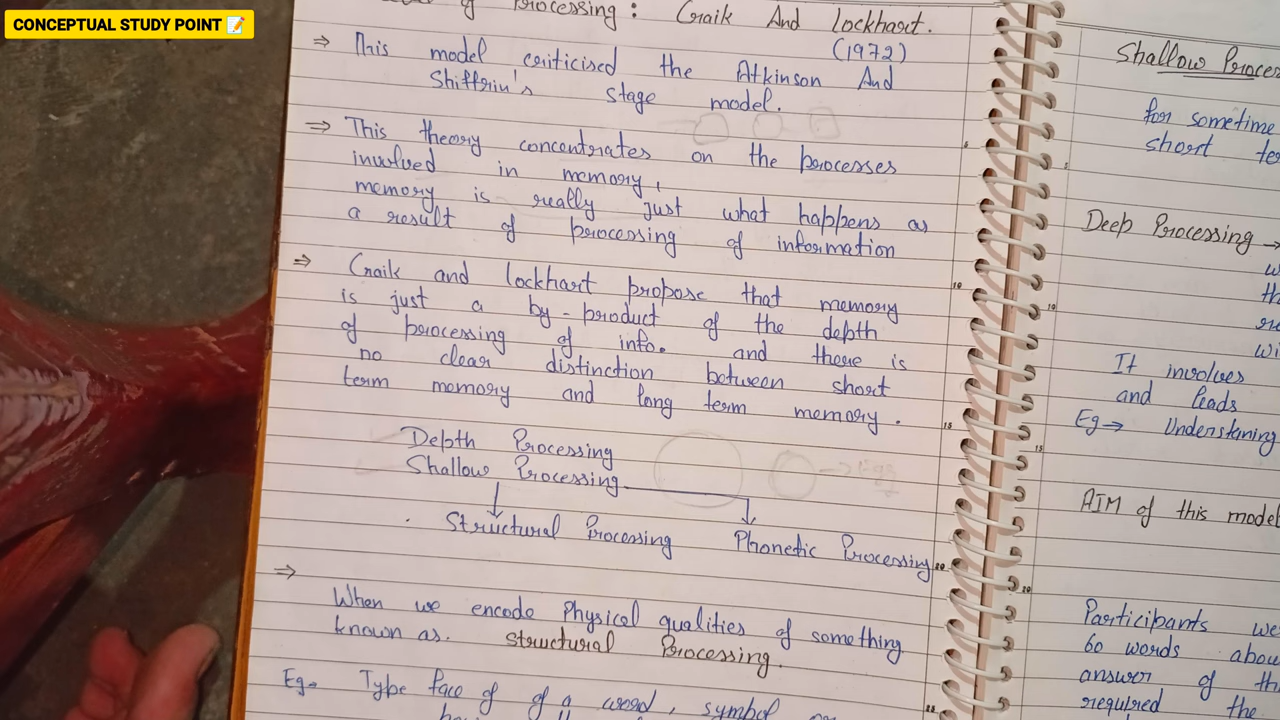 CONCEPTUAL STUDY POINT 📝
of Processing: Craik And Lockhart.
(1972)
⇒ This model criticised the Atkinson And
Shiffrin's stage model.
⇒ This theory concentrates on the processes
involved in memory,
memory is really just what happens as
a result of processing of information
⇒ Craik and Lockhart propose that memory
is just a by-product of the depth
of processing of info. and there is
no clear distinction between short
term memory and long term memory.
Depth Processing
Shallow Processing
Structural Processing Phonetic Processing
⇒
When we encode Physical qualities of something
known as. Structural Processing.
Eg→ Type face of of a word, symbol
Shallow Proces
for sometime
short te
Deep Processing →
It involves
and leads
Eg→ Understaning
AIM of this model
Participants we
60 words abou
answer of th
required the